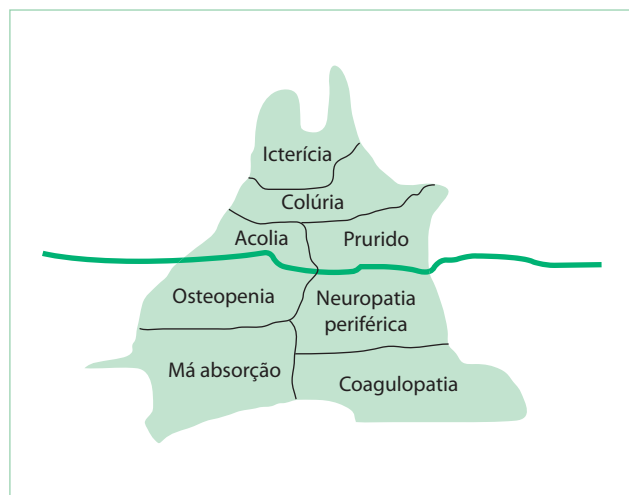 Icterícia
Colúria
Acolia
Prurido
Osteopenia
Neuropatia
periférica
Má absorção
Coagulopatia